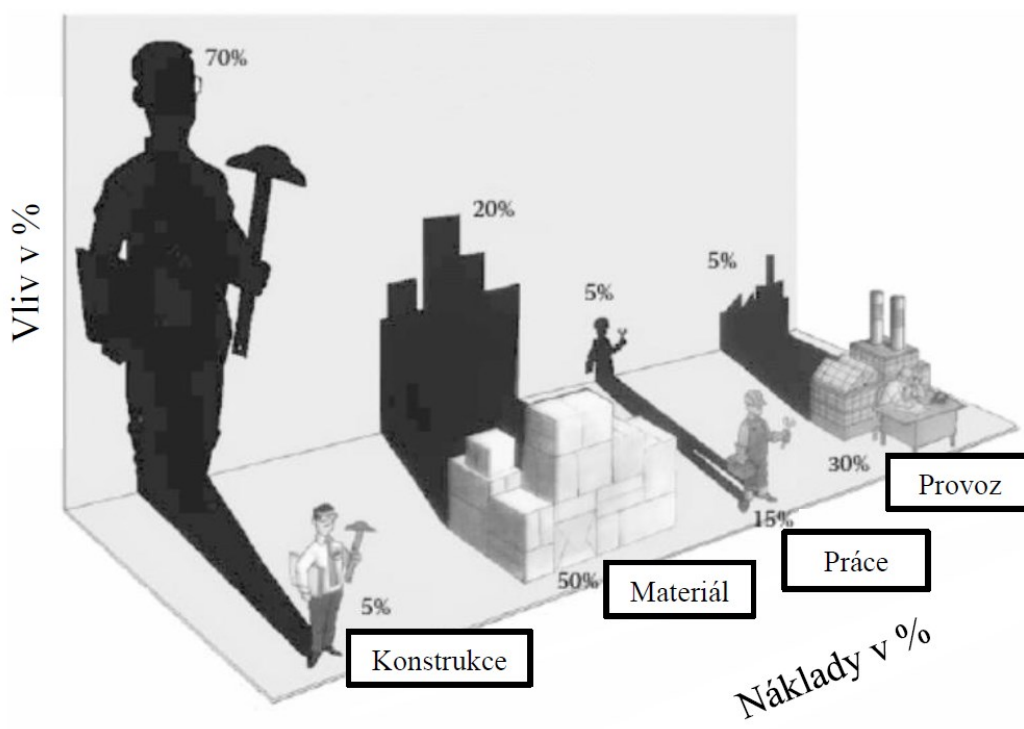 Vliv v %
70%
20%
5%
5%
5%
Konstrukce
50%
Materiál
15%
Práce
30%
Provoz
Náklady v %